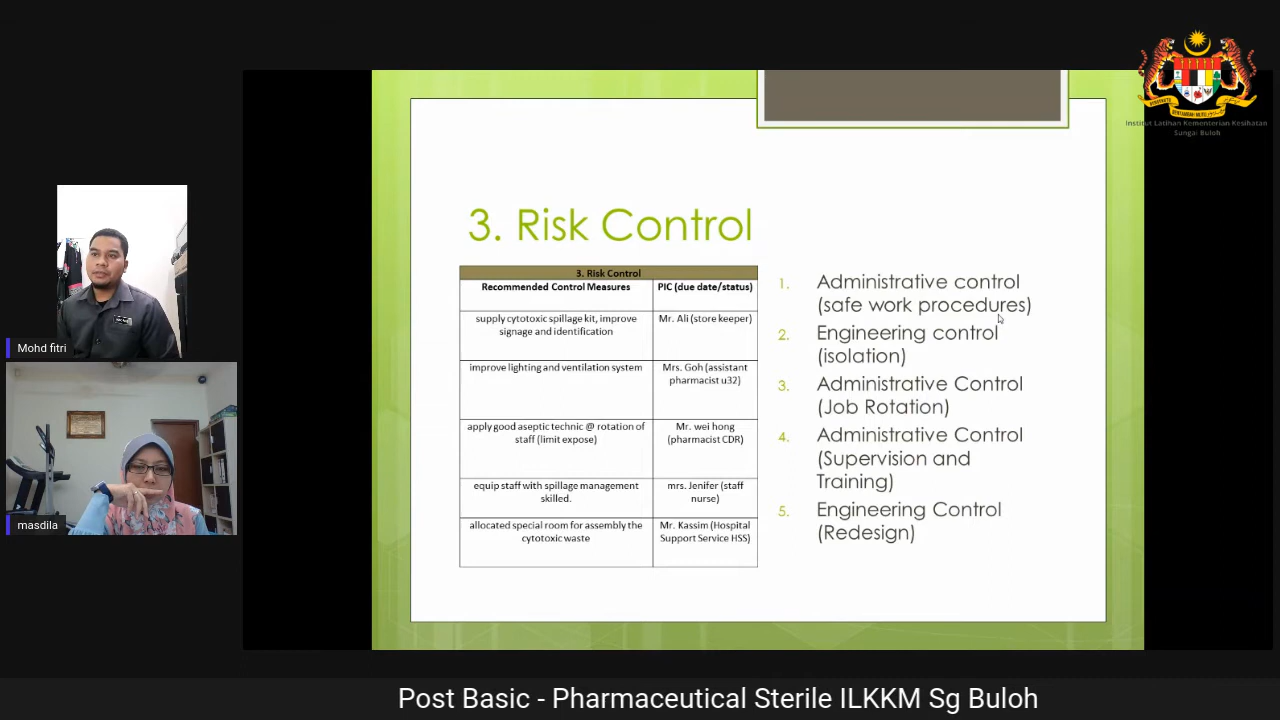 Institut Latihan Kementerian Kesihatan
Sungai Buloh
3. Risk Control
3. Risk Control
Recommended Control Measures
PIC (due date/status)
supply cytotoxic spillage kit, improve
signage and identification
Mr. Ali (store keeper)
improve lighting and ventilation system
Mrs. Goh (assistant
pharmacist u32)
apply good aseptic technic @ rotation of
staff (limit expose)
Mr. wei hong
(pharmacist CDR)
equip staff with spillage management
skilled.
mrs. Jenifer (staff
nurse)
allocated special room for assembly the
cytotoxic waste
Mr. Kassim (Hospital
Support Service HSS)
1. Administrative control
(safe work procedures)
2. Engineering control
(isolation)
3. Administrative Control
(Job Rotation)
4. Administrative Control
(Supervision and
Training)
5. Engineering Control
(Redesign)
Mohd fitri
masdila
Post Basic - Pharmaceutical Sterile ILKKM Sg Buloh